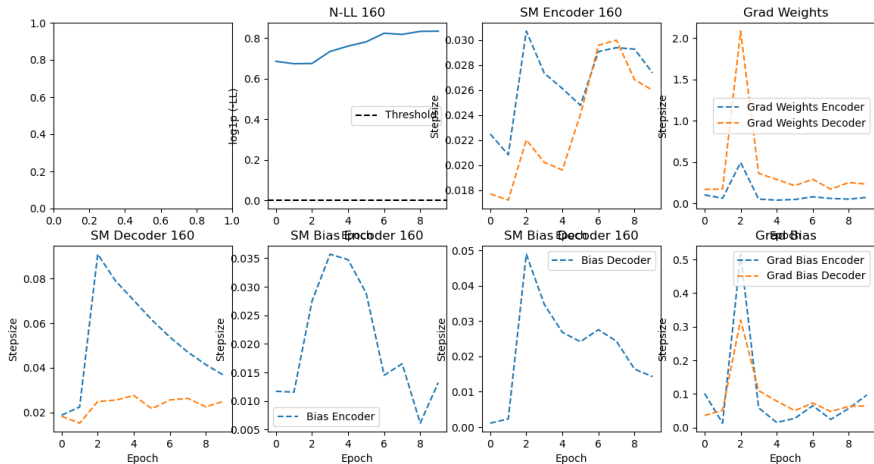 N-LL 160
SM Encoder 160
Grad Weights
1.0
0.8
0.6
0.4
0.2
0.0
0.0 0.2 0.4 0.6 0.8 1.0
log1p (-LL)
0.8
0.6
0.4
0.2
0.0
Threshold
0 2 4 6 8
Epoch
Stepsize
0.030
0.028
0.026
0.024
0.022
0.020
0.018
0 2 4 6 8
Epoch
Stepsize
2.0
1.5
1.0
0.5
0.0
Grad Weights Encoder
Grad Weights Decoder
0 2 4 6 8
Epoch
SM Decoder 160
SM Bias Encoder 160
SM Bias Decoder 160
Grad Bias
Stepsize
0.08
0.06
0.04
0.02
0 2 4 6 8
Epoch
Stepsize
0.035
0.030
0.025
0.020
0.015
0.010
0.005
Bias Encoder
0 2 4 6 8
Epoch
Stepsize
0.05
0.04
0.03
0.02
0.01
0.00
Bias Decoder
0 2 4 6 8
Epoch
Stepsize
0.5
0.4
0.3
0.2
0.1
0.0
Grad Bias Encoder
Grad Bias Decoder
0 2 4 6 8
Epoch